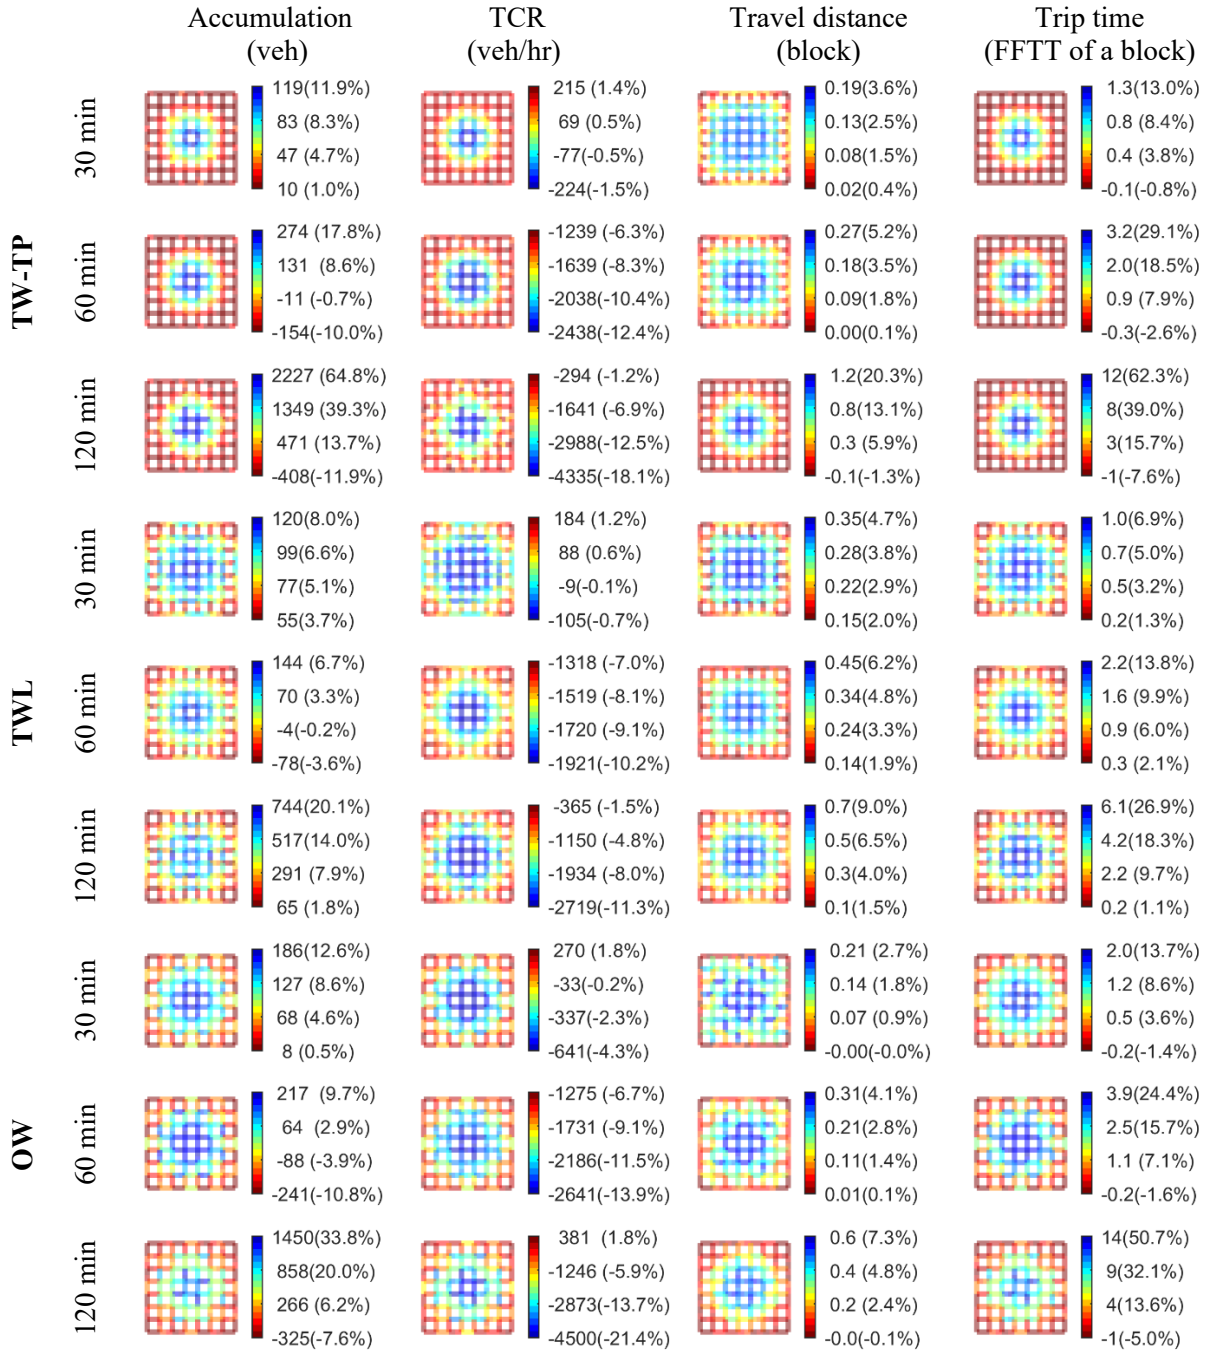 Accumulation TCR Travel distance Trip time
(veh) (veh/hr) (block) (FFTT of a block)
TW-TP
30 min
119(11.9%) 215 (1.4%) 0.19(3.6%) 1.3(13.0%)
83 (8.3%) 69 (0.5%) 0.13(2.5%) 0.8 (8.4%)
47 (4.7%) -77(-0.5%) 0.08(1.5%) 0.4 (3.8%)
10 (1.0%) -224(-1.5%) 0.02(0.4%) -0.1(-0.8%)
60 min
274 (17.8%) -1239 (-6.3%) 0.27(5.2%) 3.2(29.1%)
131 (8.6%) -1639 (-8.3%) 0.18(3.5%) 2.0(18.5%)
-11 (-0.7%) -2038(-10.4%) 0.09(1.8%) 0.9 (7.9%)
-154(-10.0%) -2438(-12.4%) 0.00(0.1%) -0.3(-2.6%)
120 min
2227 (64.8%) -294 (-1.2%) 1.2(20.3%) 12(62.3%)
1349 (39.3%) -1641 (-6.9%) 0.8(13.1%) 8(39.0%)
471 (13.7%) -2988(-12.5%) 0.3 (5.9%) 3(15.7%)
-408(-11.9%) -4335(-18.1%) -0.1(-1.3%) -1(-7.6%)
TWL
30 min
120(8.0%) 184 (1.2%) 0.35(4.7%) 1.0(6.9%)
99(6.6%) 88 (0.6%) 0.28(3.8%) 0.7(5.0%)
77(5.1%) -9(-0.1%) 0.22(2.9%) 0.5(3.2%)
55(3.7%) -105(-0.7%) 0.15(2.0%) 0.2(1.3%)
60 min
144 (6.7%) -1318 (-7.0%) 0.45(6.2%) 2.2(13.8%)
70 (3.3%) -1519 (-8.1%) 0.34(4.8%) 1.6 (9.9%)
-4(-0.2%) -1720 (-9.1%) 0.24(3.3%) 0.9 (6.0%)
-78(-3.6%) -1921(-10.2%) 0.14(1.9%) 0.3 (2.1%)
120 min
744(20.1%) -365 (-1.5%) 0.7(9.0%) 6.1(26.9%)
517(14.0%) -1150 (-4.8%) 0.5(6.5%) 4.2(18.3%)
291 (7.9%) -1934 (-8.0%) 0.3(4.0%) 2.2 (9.7%)
65 (1.8%) -2719(-11.3%) 0.1(1.5%) 0.2 (1.1%)
OW
30 min
186(12.6%) 270 (1.8%) 0.21 (2.7%) 2.0(13.7%)
127 (8.6%) -33(-0.2%) 0.14 (1.8%) 1.2 (8.6%)
68 (4.6%) -337(-2.3%) 0.07 (0.9%) 0.5 (3.6%)
8 (0.5%) -641(-4.3%) -0.00(-0.0%) -0.2(-1.4%)
60 min
217 (9.7%) -1275 (-6.7%) 0.31(4.1%) 3.9(24.4%)
64 (2.9%) -1731 (-9.1%) 0.21(2.8%) 2.5(15.7%)
-88 (-3.9%) -2186(-11.5%) 0.11(1.4%) 1.1 (7.1%)
-241(-10.8%) -2641(-13.9%) 0.01(0.1%) -0.2(-1.6%)
120 min
1450(33.8%) 381 (1.8%) 0.6 (7.3%) 14(50.7%)
858(20.0%) -1246 (-5.9%) 0.4 (4.8%) 9(32.1%)
266 (6.2%) -2873(-13.7%) 0.2 (2.4%) 4(13.6%)
-325(-7.6%) -4500(-21.4%) -0.0(-0.1%) -1(-5.0%)